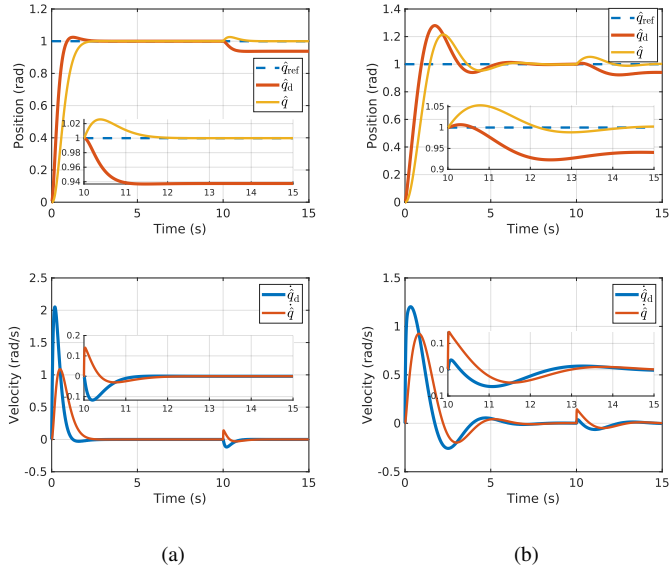 1.2
1
0.8
0.6
0.4
0.2
0
Position (rad)
q̂ref
q̂d
q̂
1.02
1
0.98
0.96
0.94
10 11 12 13 14 15
0 5 10 15
Time (s)
1.4
1.2
1
0.8
0.6
0.4
0.2
0
Position (rad)
q̂ref
q̂d
q̂
1.05
1
0.95
0.9
10 11 12 13 14 15
0 5 10 15
Time (s)
2.5
2
1.5
1.0
0.5
0
-0.5
Velocity (rad/s)
q̂̇d
q̂̇
0.2
0.1
0
-0.1
10 11 12 13 14 15
0 5 10 15
Time (s)
1.5
1
0.5
0
-0.5
Velocity (rad/s)
q̂̇d
q̂̇
0.1
0
0.1
10 11 12 13 14 15
0 5 10 15
Time (s)
(a) (b)